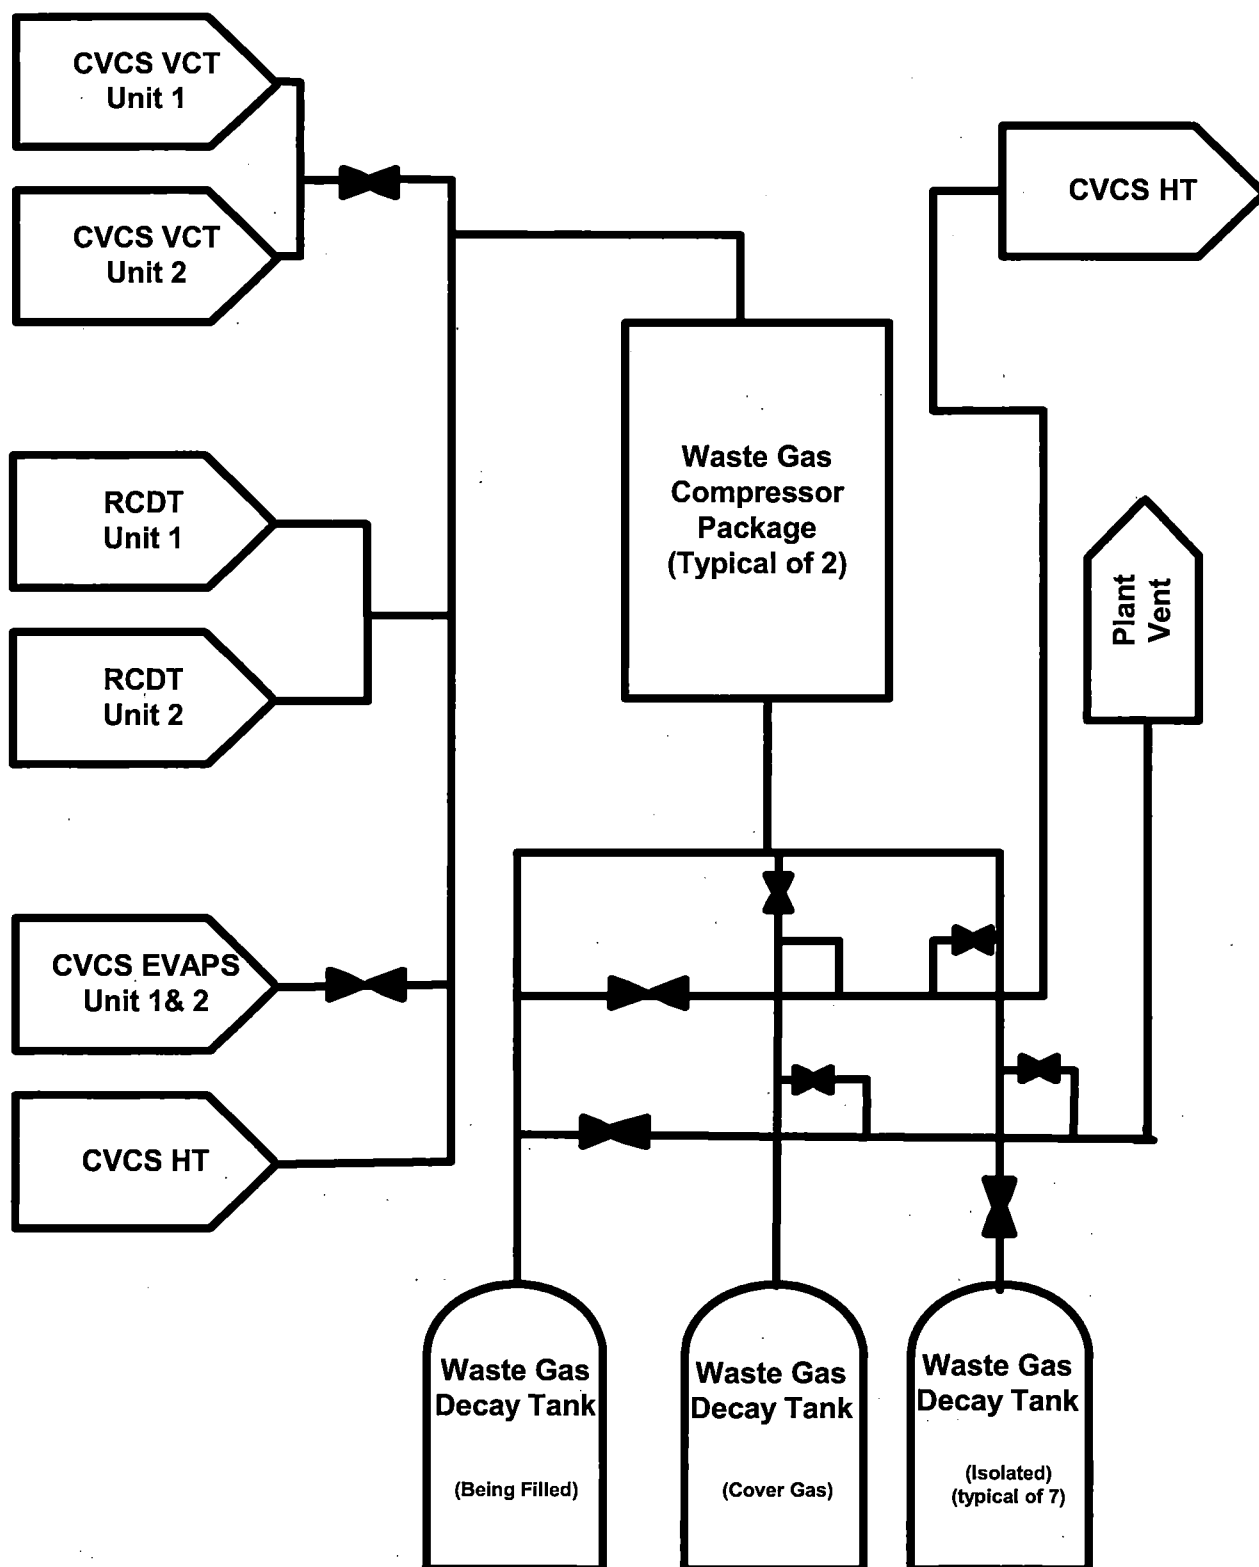 CVCS VCT
Unit 1
CVCS VCT
Unit 2
CVCS HT
Waste Gas
Compressor
Package
(Typical of 2)
RCDT
Unit 1
RCDT
Unit 2
Plant
Vent
CVCS EVAPS
Unit 1& 2
CVCS HT
Waste Gas
Decay Tank
(Being Filled)
Waste Gas
Decay Tank
(Cover Gas)
Waste Gas
Decay Tank
(Isolated)
(typical of 7)